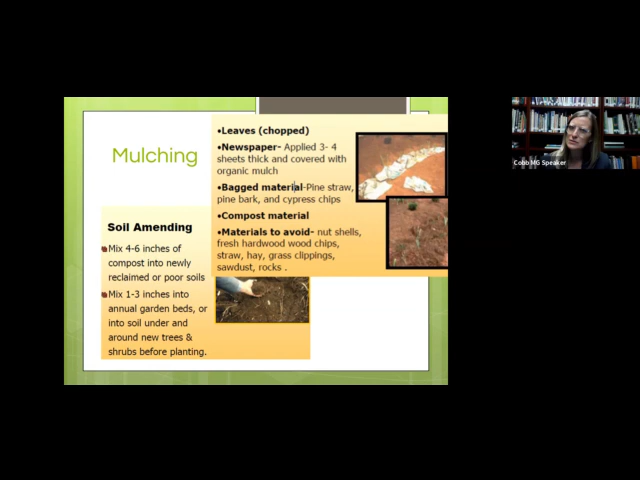 Mulching
Soil Amending
Mix 4-6 inches of
compost into newly
reclaimed or poor soils
Mix 1-3 inches into
annual garden beds, or
into soil under and
around new trees &
shrubs before planting.
•Leaves (chopped)
•Newspaper- Applied 3- 4
sheets thick and covered with
organic mulch
•Bagged material-Pine straw,
pine bark, and cypress chips
•Compost material
•Materials to avoid- nut shells,
fresh hardwood wood chips,
straw, hay, grass clippings,
sawdust, rocks .
Cobb MG Speaker